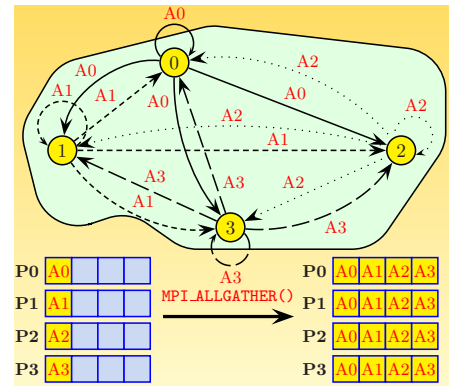 A0
0
A0
A2
A1
A1
A0
A0
A2
A2
A1
1
2
A3
A3
A2
A1
3
A3
A3
P0 A0
P1 A1
P2 A2
P3 A3
MPI_ALLGATHER()
P0 A0 A1 A2 A3
P1 A0 A1 A2 A3
P2 A0 A1 A2 A3
P3 A0 A1 A2 A3